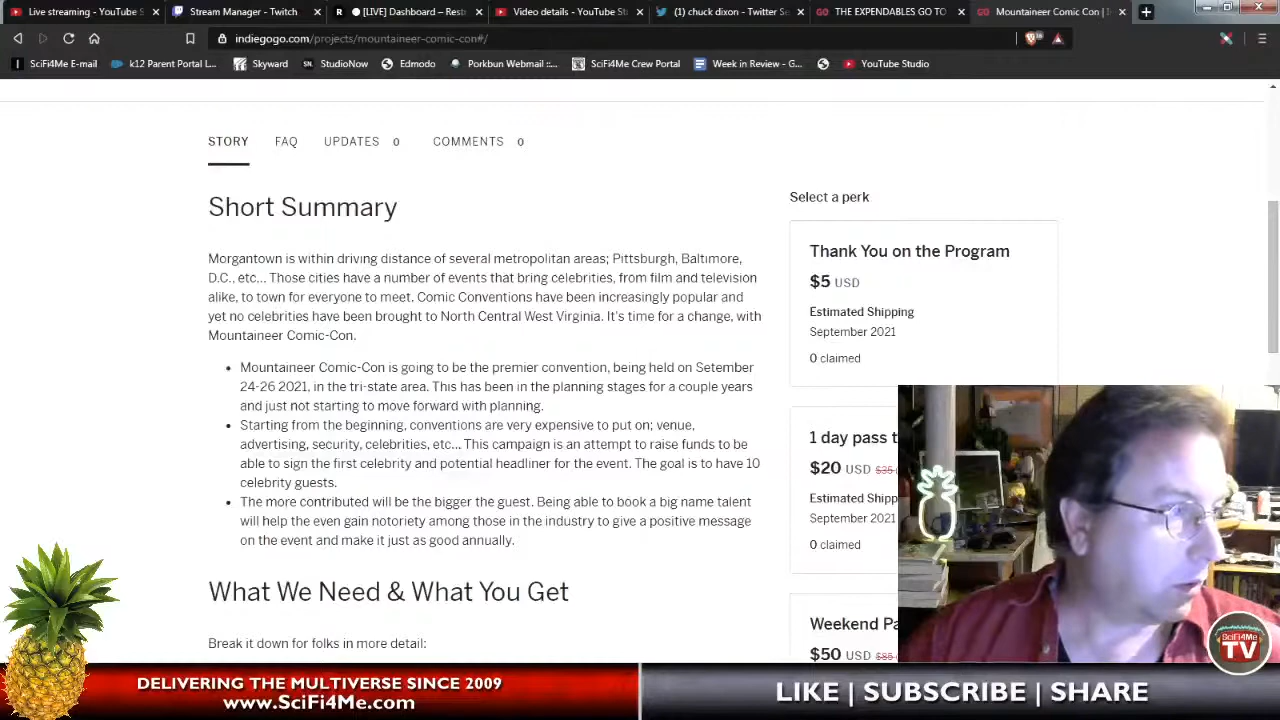 Live streaming - YouTube S
Stream Manager - Twitch
[LIVE] Dashboard – Rest
Video details - YouTube St
(1) chuck dixon - Twitter Se
THE EXPENDABLES GO TO
Mountaineer Comic Con | I
indiegogo.com/projects/mountaineer-comic-con#/
SciFi4Me E-mail
k12 Parent Portal L...
Skyward
StudioNow
Edmodo
Porkbun Webmail ::...
SciFi4Me Crew Portal
Week in Review - G...
YouTube Studio
STORY FAQ UPDATES 0 COMMENTS 0
Short Summary
Morgantown is within driving distance of several metropolitan areas; Pittsburgh, Baltimore,
D.C., etc... Those cities have a number of events that bring celebrities, from film and television
alike, to town for everyone to meet. Comic Conventions have been increasingly popular and
yet no celebrities have been brought to North Central West Virginia. It's time for a change, with
Mountaineer Comic-Con.
• Mountaineer Comic-Con is going to be the premier convention, being held on Setember
24-26 2021, in the tri-state area. This has been in the planning stages for a couple years
and just not starting to move forward with planning.
• Starting from the beginning, conventions are very expensive to put on; venue,
advertising, security, celebrities, etc... This campaign is an attempt to raise funds to be
able to sign the first celebrity and potential headliner for the event. The goal is to have 10
celebrity guests.
• The more contributed will be the bigger the guest. Being able to book a big name talent
will help the even gain notoriety among those in the industry to give a positive message
on the event and make it just as good annually.
What We Need & What You Get
Break it down for folks in more detail:
Select a perk
Thank You on the Program
$5 USD
Estimated Shipping
September 2021
0 claimed
1 day pass t
$20 USD $35
Estimated Shipp
September 2021
0 claimed
Weekend Pa
$50 USD $85
SciFi4Me
TV
DELIVERING THE MULTIVERSE SINCE 2009
www.SciFi4Me.com
LIKE | SUBSCRIBE | SHARE